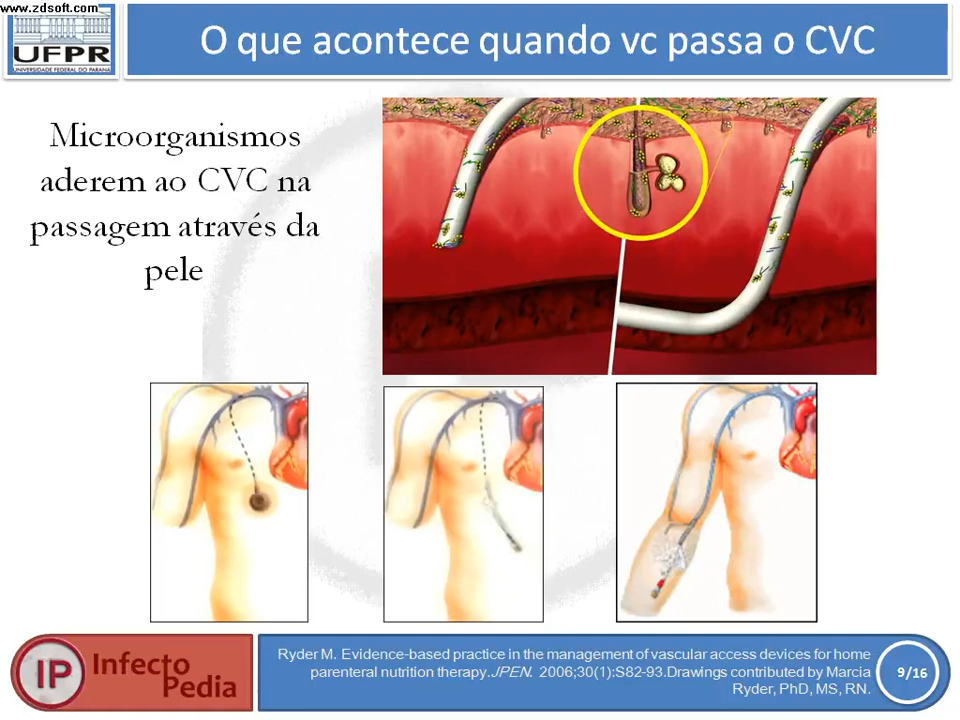 www.zdsoft.com
UFPR
UNIVERSIDADE FEDERAL DO PARANÁ
O que acontece quando vc passa o CVC
Microorganismos
aderem ao CVC na
passagem através da
pele
IP
Infecto
Pedia
Ryder M. Evidence-based practice in the management of vascular access devices for home
parenteral nutrition therapy.JPEN. 2006;30(1):S82-93.Drawings contributed by Marcia
Ryder, PhD, MS, RN.
9/16